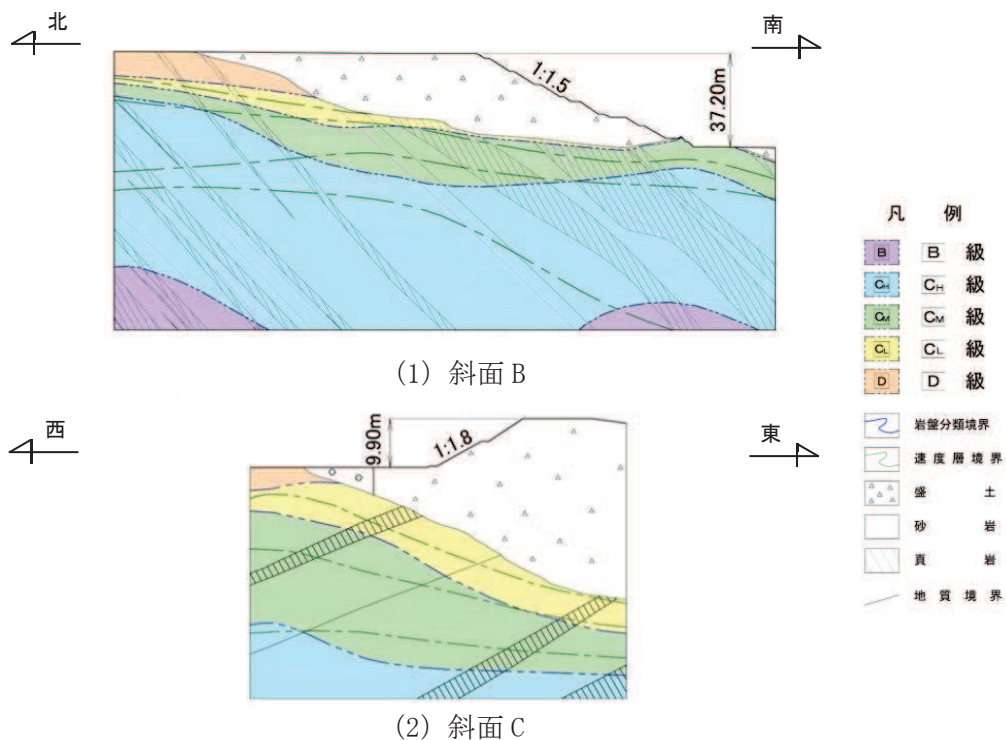 北
南
1:1.5
37.20m
(1) 斜面 B
西
東
9.90m
1:1.8
(2) 斜面 C
凡 例
B B 級
CH CH 級
CM CM 級
CL CL 級
D D 級
岩盤分類境界
速度層境界
盛土
砂岩
頁岩
地質境界